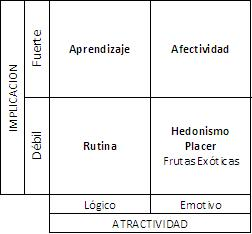 IMPLICACION
Fuerte
Aprendizaje
Afectividad
Débil
Rutina
Hedonismo
Placer
Frutas Exóticas
Lógico
Emotivo
ATRACTIVIDAD